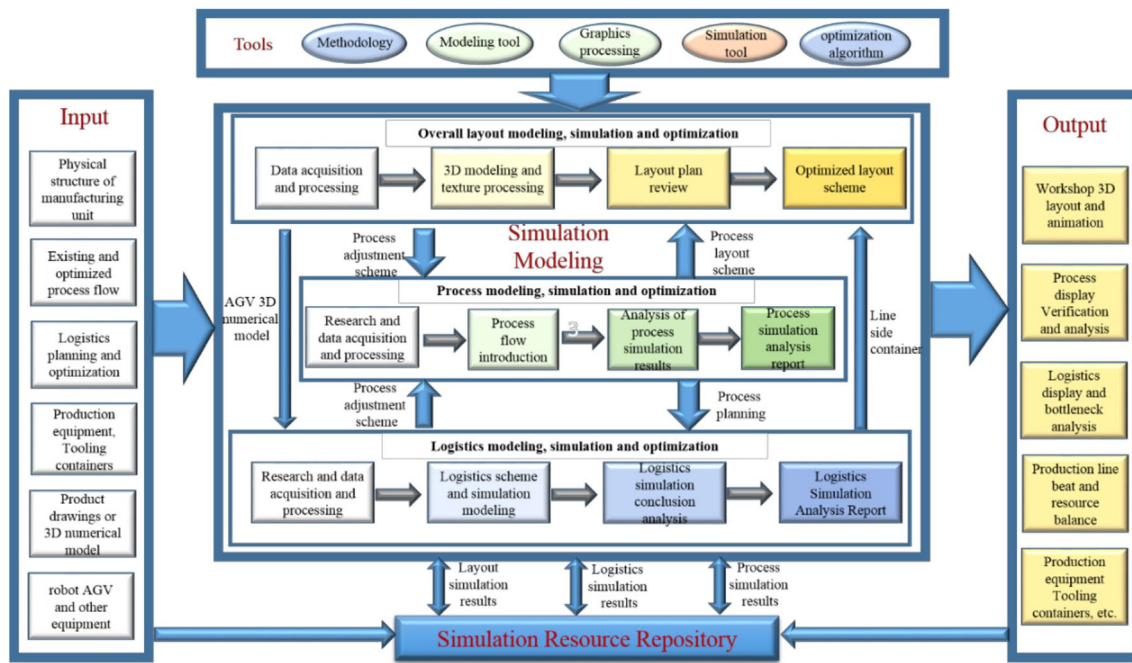 Tools
Methodology
Modeling tool
Graphics
processing
Simulation
tool
optimization
algorithm
Input
Physical
structure of
manufacturing
unit
Existing and
optimized
process flow
Logistics
planning and
optimization
Production
equipment,
Tooling
containers
Product
drawings or
3D numerical
model
robot AGV
and other
equipment
Overall layout modeling, simulation and optimization
Data acquisition
and processing
3D modeling and
texture processing
Layout plan
review
Optimized layout
scheme
Simulation
Modeling
AGV 3D
numerical
model
Process
adjustment
scheme
Process
layout
scheme
Line
side
container
Process modeling, simulation and optimization
Research and
data acquisition
and processing
Process
flow
introduction
3
Analysis of
process
simulation
results
Process
simulation
analysis
report
Process
adjustment
scheme
Process
planning
Logistics modeling, simulation and optimization
Research and data
acquisition and
processing
Logistics scheme
and simulation
modeling
Logistics
simulation
conclusion
analysis
Logistics
Simulation
Analysis Report
Layout
simulation
results
Logistics
simulation
results
Process
simulation
results
Simulation Resource Repository
Output
Workshop 3D
layout and
animation
Process
display
Verification
and analysis
Logistics
display and
bottleneck
analysis
Production line
beat and
resource
balance
Production
equipment
Tooling
containers, etc.